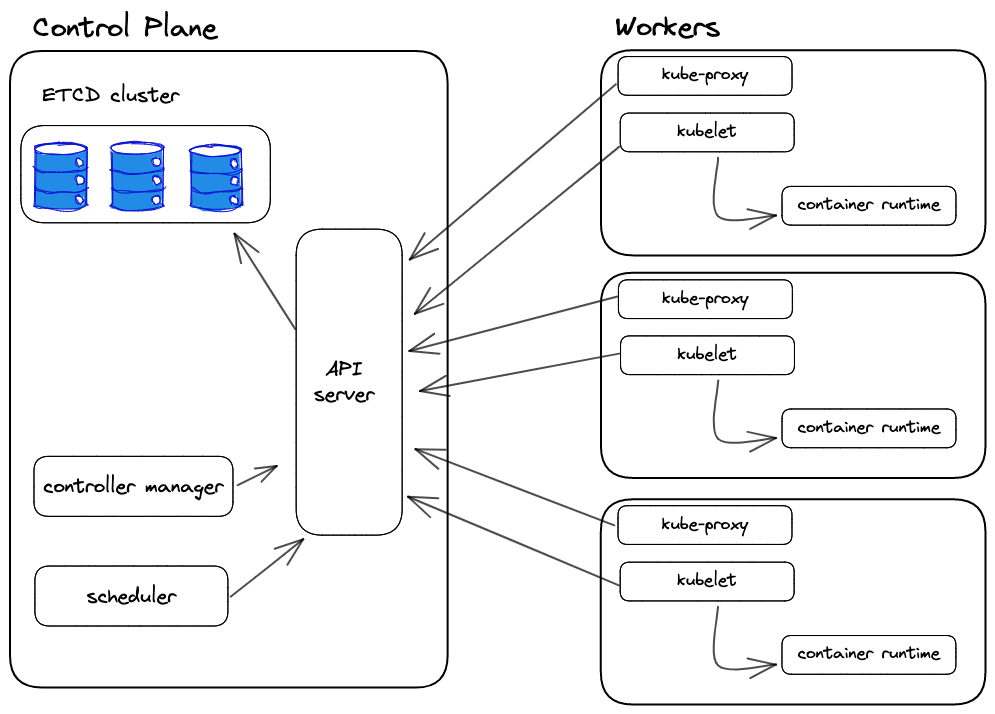 Control Plane
ETCD cluster
API
server
controller manager
scheduler
Workers
kube-proxy
kubelet
container runtime
kube-proxy
kubelet
container runtime
kube-proxy
kubelet
container runtime